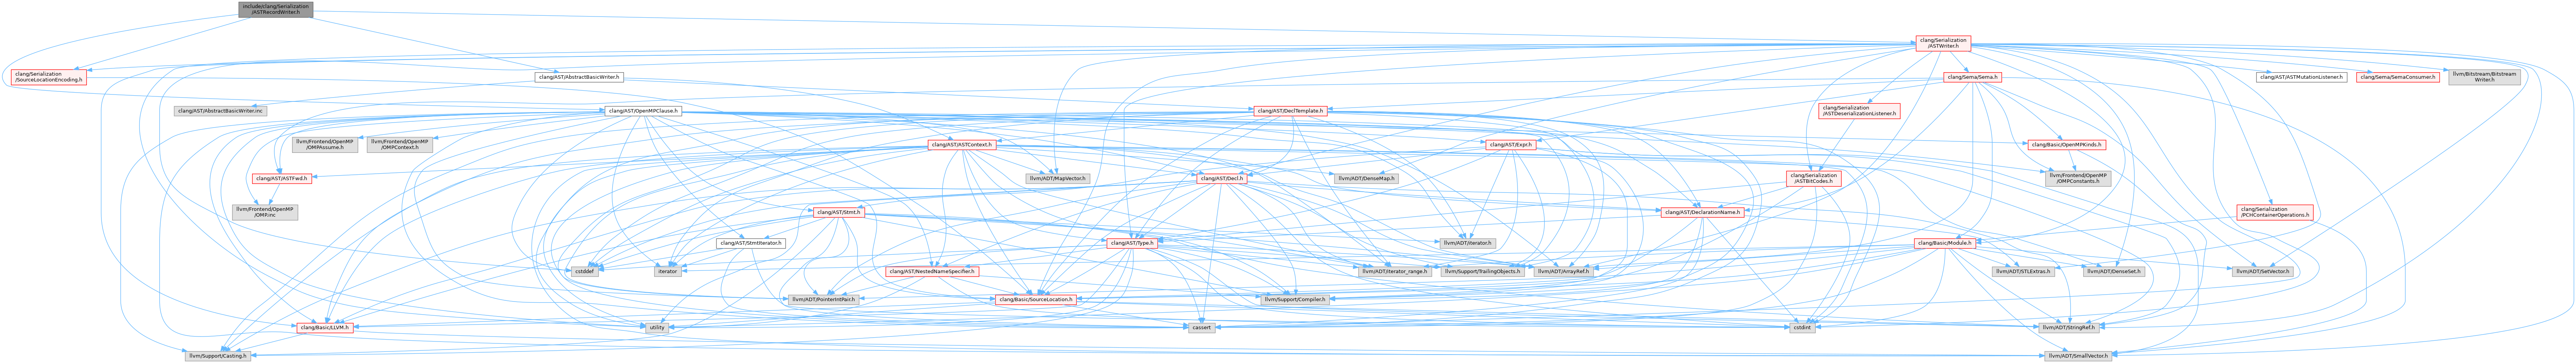 include/clang/Serialization
/ASTRecordWriter.h
clang/Serialization
/ASTWriter.h
clang/Serialization
/SourceLocationEncoding.h
clang/AST/AbstractBasicWriter.h
clang/Sema/Sema.h
clang/AST/ASTMutationListener.h
clang/Sema/SemaConsumer.h
llvm/Bitstream/Bitstream
Writer.h
clang/AST/AbstractBasicWriter.inc
clang/AST/OpenMPClause.h
clang/AST/DeclTemplate.h
clang/Serialization
/ASTDeserializationListener.h
llvm/Frontend/OpenMP
/OMPAssume.h
llvm/Frontend/OpenMP
/OMPContext.h
clang/AST/ASTContext.h
clang/AST/Expr.h
clang/Basic/OpenMPKinds.h
clang/AST/ASTFwd.h
llvm/ADT/MapVector.h
clang/AST/Decl.h
llvm/ADT/DenseMap.h
clang/Serialization
/ASTBitCodes.h
llvm/Frontend/OpenMP
/OMPConstants.h
llvm/Frontend/OpenMP
/OMP.inc
clang/AST/Stmt.h
clang/AST/DeclarationName.h
clang/Serialization
/PCHContainerOperations.h
clang/AST/StmtIterator.h
clang/AST/Type.h
llvm/ADT/iterator.h
clang/Basic/Module.h
cstddef
iterator
clang/AST/NestedNameSpecifier.h
llvm/ADT/iterator_range.h
llvm/Support/TrailingObjects.h
llvm/ADT/ArrayRef.h
llvm/ADT/STLExtras.h
llvm/ADT/DenseSet.h
llvm/ADT/SetVector.h
llvm/ADT/PointerIntPair.h
clang/Basic/SourceLocation.h
llvm/Support/Compiler.h
clang/Basic/LLVM.h
utility
cassert
cstdint
llvm/ADT/StringRef.h
llvm/Support/Casting.h
llvm/ADT/SmallVector.h